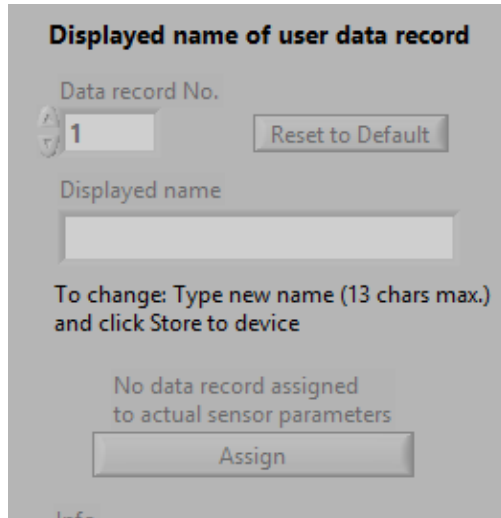 Displayed name of user data record
Data record No.
1
Reset to Default
Displayed name
To change: Type new name (13 chars max.)
and click Store to device
No data record assigned
to actual sensor parameters
Assign
Info